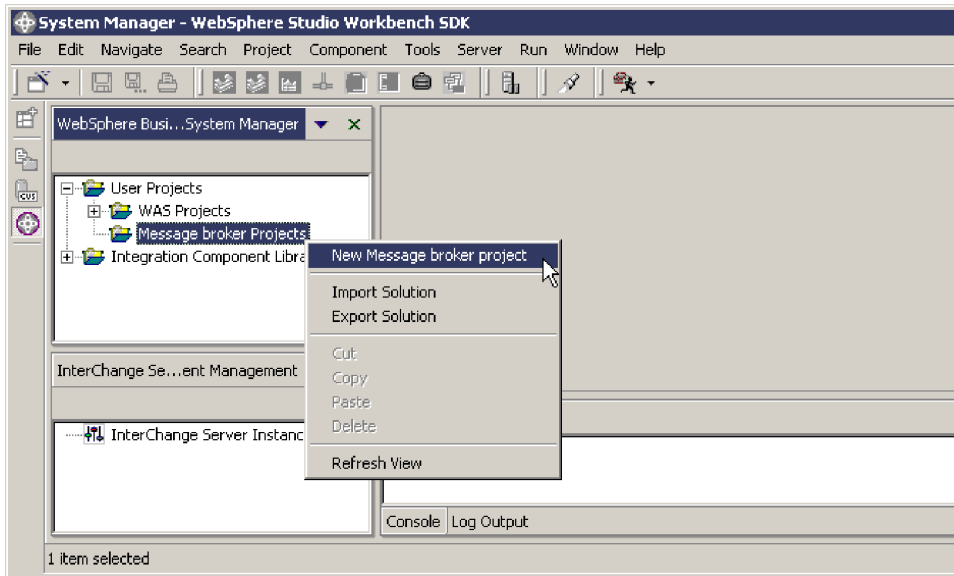 System Manager - WebSphere Studio Workbench SDK
File Edit Navigate Search Project Component Tools Server Run Window Help
WebSphere Busi...System Manager
User Projects
WAS Projects
Message broker Projects
Integration Component Libra
New Message broker project
Import Solution
Export Solution
Cut
Copy
Paste
Delete
Refresh View
InterChange Se...ent Management
InterChange Server Instanc
Console Log Output
1 item selected
CUS